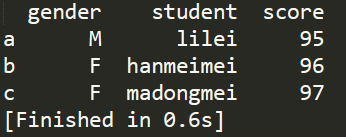 gender student score
a M lilei 95
b F hanmeimei 96
c F madongmei 97
[Finished in 0.6s]